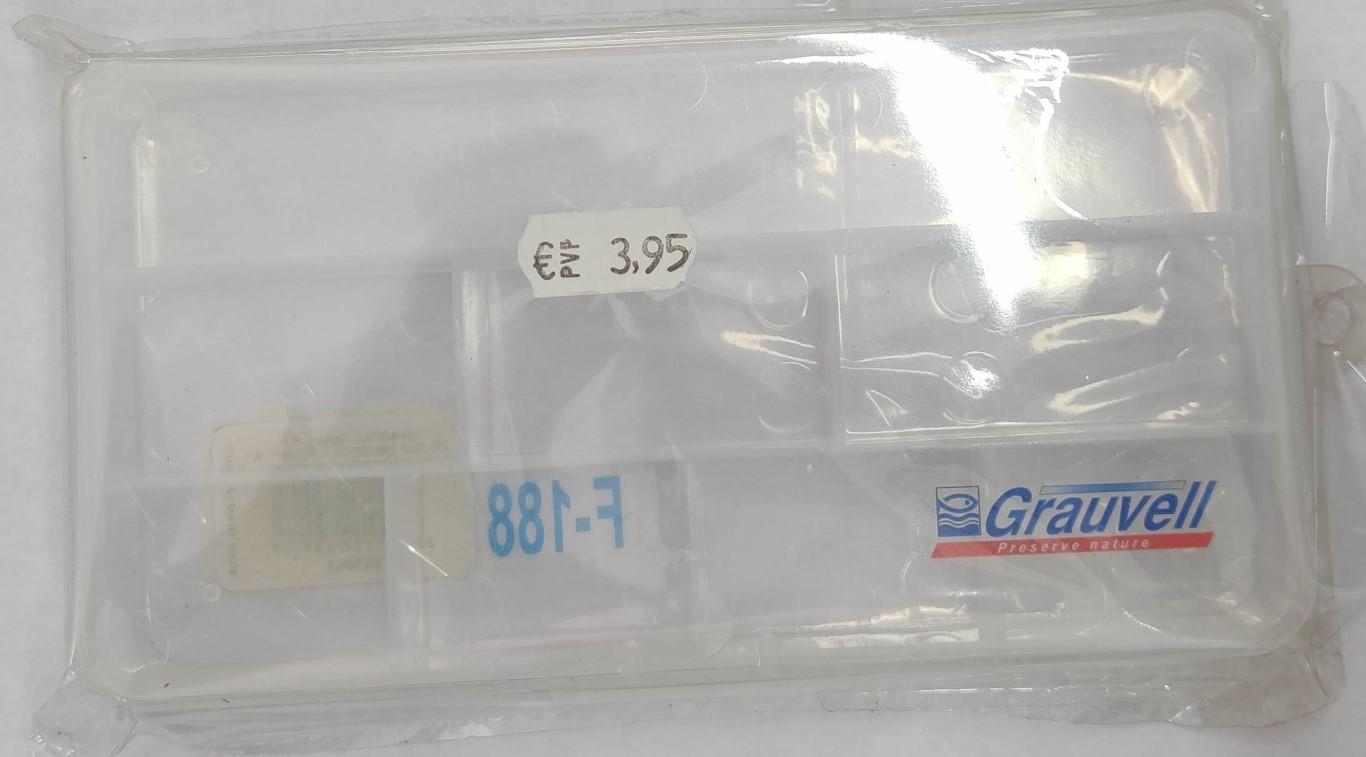 € PVP 3,95
F-188
Grauvell
Preserve nature